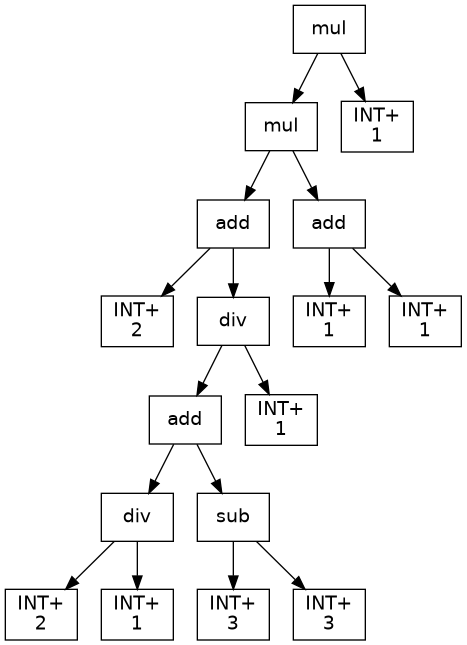 mul
mul
INT+
1
add
add
INT+
2
div
INT+
1
INT+
1
add
INT+
1
div
sub
INT+
2
INT+
1
INT+
3
INT+
3